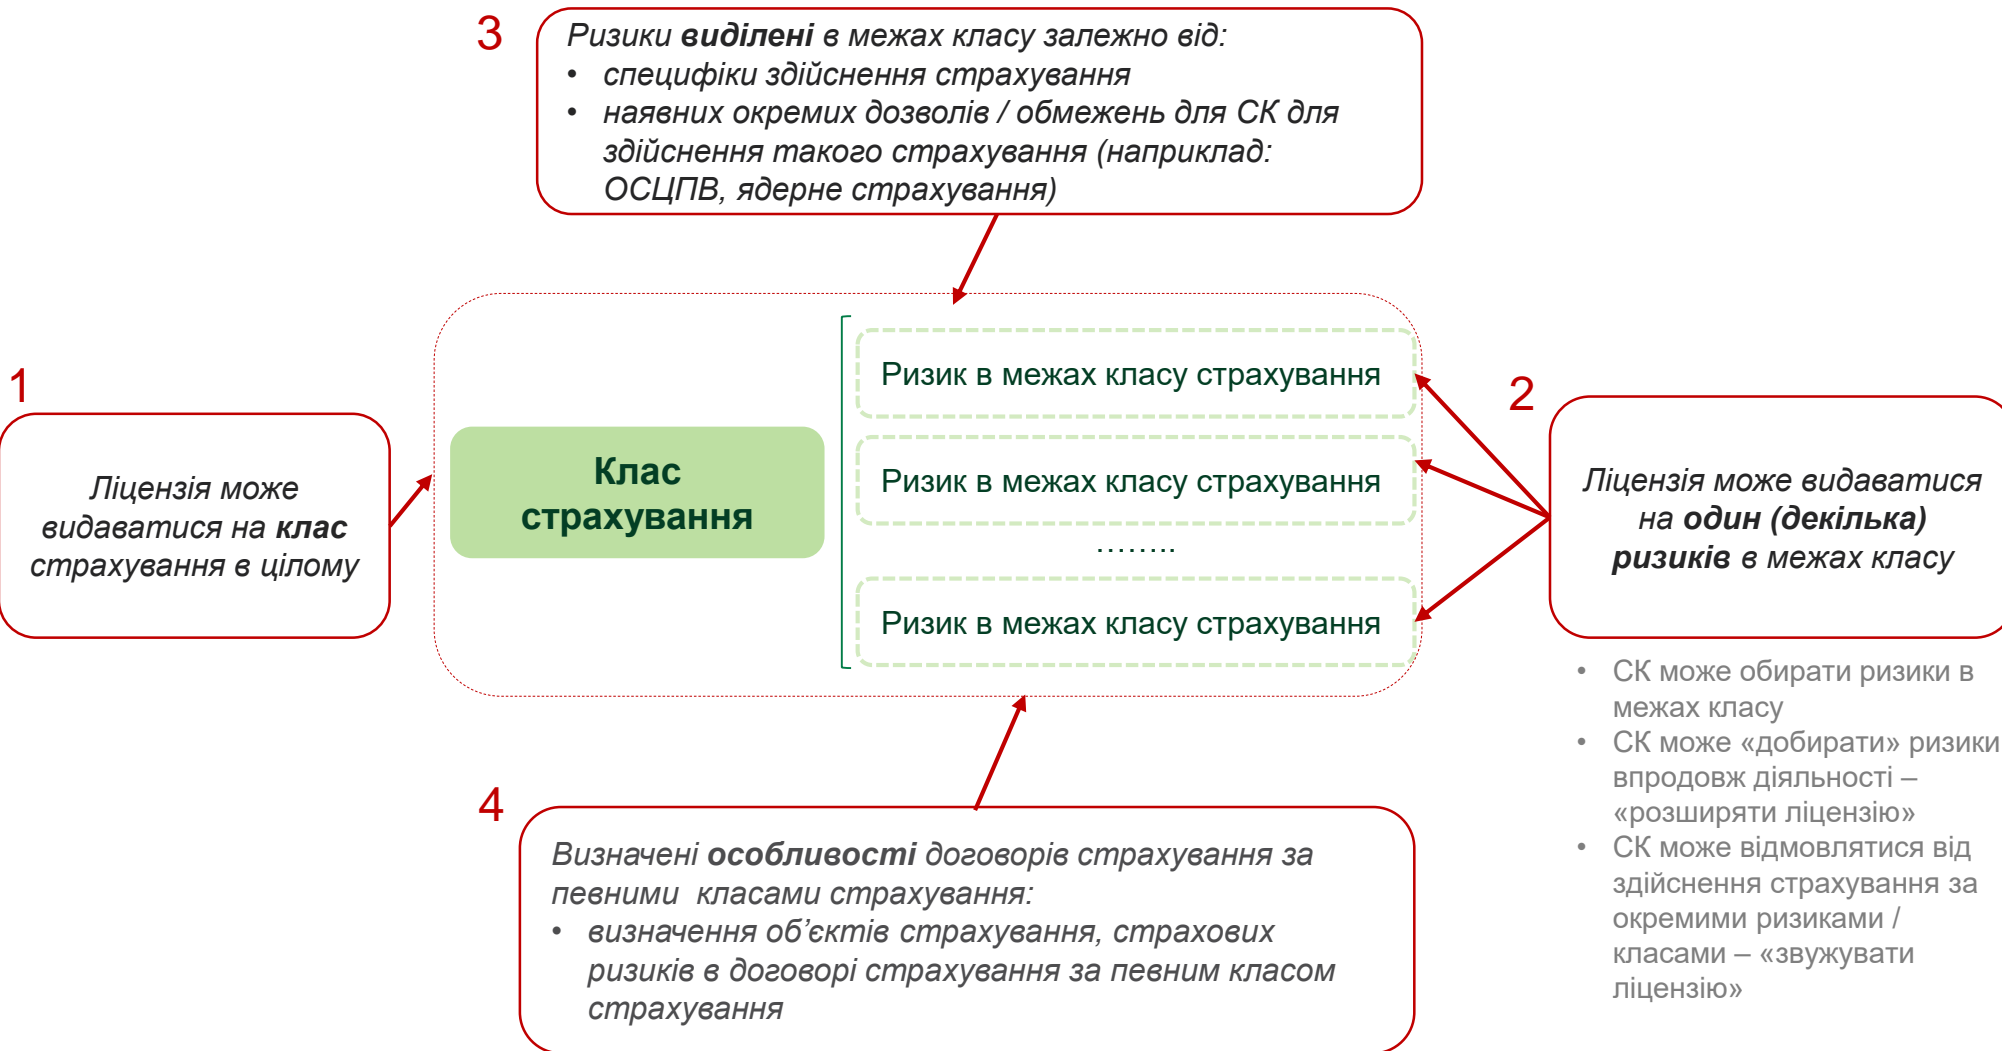 3
Ризики виділені в межах класу залежно від:
• специфіки здійснення страхування
• наявних окремих дозволів / обмежень для СК для
здійснення такого страхування (наприклад:
ОСЦПВ, ядерне страхування)
1
Ліцензія може
видаватися на клас
страхування в цілому
Клас
страхування
Ризик в межах класу страхування
Ризик в межах класу страхування
........
Ризик в межах класу страхування
2
Ліцензія може видаватися
на один (декілька)
ризиків в межах класу
• СК може обирати ризики в
межах класу
• СК може «добирати» ризики
впродовж діяльності –
«розширяти ліцензію»
• СК може відмовлятися від
здійснення страхування за
окремими ризиками /
класами – «звужувати
ліцензію»
4
Визначені особливості договорів страхування за
певними класами страхування:
• визначення об’єктів страхування, страхових
ризиків в договорі страхування за певним класом
страхування